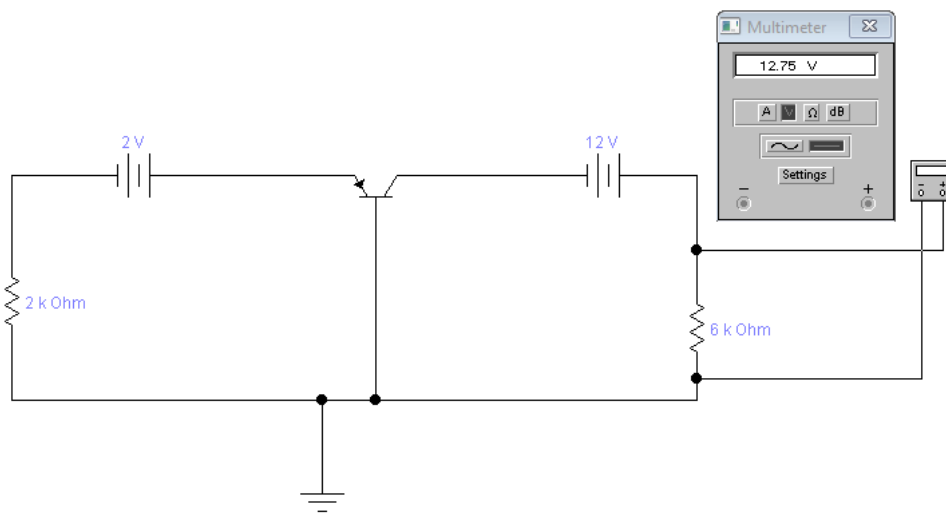 Multimeter
12.75 V
A V Ω dB
Settings
− +
2 V
12 V
− +
2 k Ohm
6 k Ohm